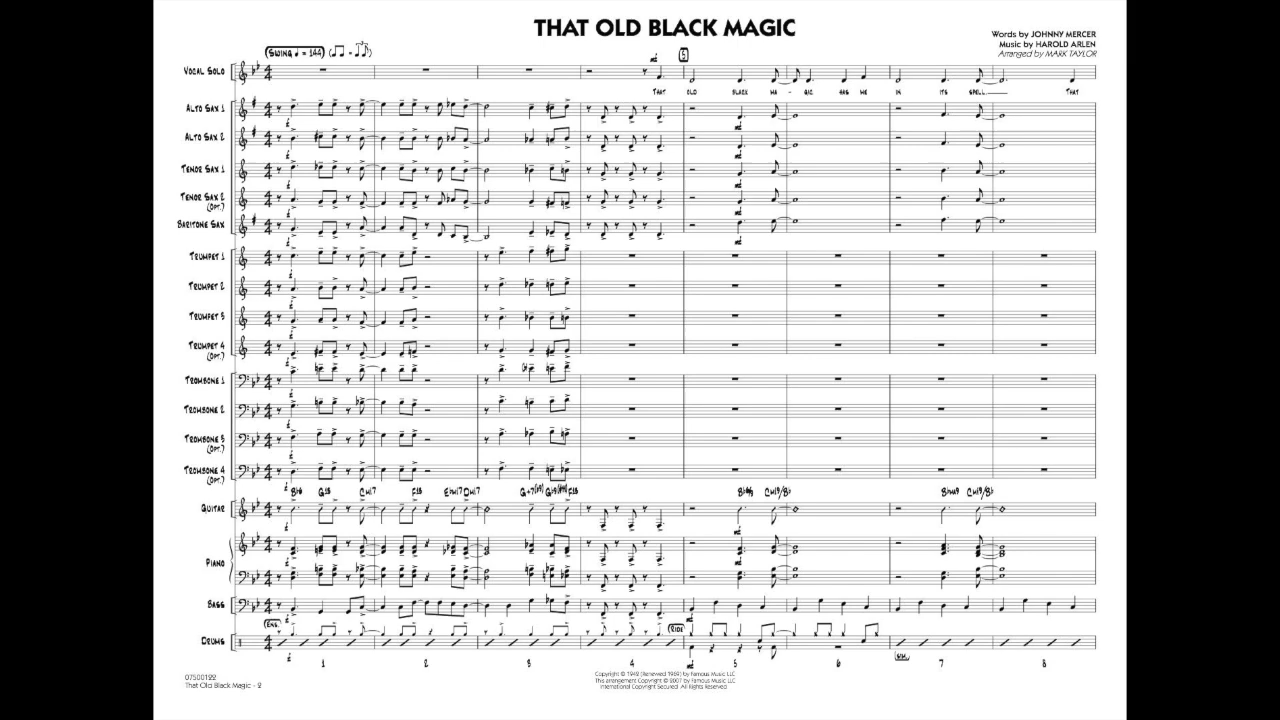 THAT OLD BLACK MAGIC
Words by JOHNNY MERCER
Music by HAROLD ARLEN
Arranged by MARK TAYLOR
SWING ♩ = 144
5
VOCAL SOLO
THAT OLD BLACK MA - GIC HAS ME IN ITS SPELL. THAT
ALTO SAX 1
ALTO SAX 2
TENOR SAX 1
TENOR SAX 2
(OPT.)
BARITONE SAX
TRUMPET 1
TRUMPET 2
TRUMPET 3
TRUMPET 4
(OPT.)
TROMBONE 1
TROMBONE 2
TROMBONE 3
(OPT.)
TROMBONE 4
(OPT.)
GUITAR
PIANO
BASS
ENS.
RIDE
DRUMS
1 2 3 4 5 6 7 8
07500122
That Old Black Magic - 2
Copyright © 1942 (Renewed 1969) by Famous Music LLC
This arrangement Copyright © 2007 by Famous Music LLC
International Copyright Secured All Rights Reserved